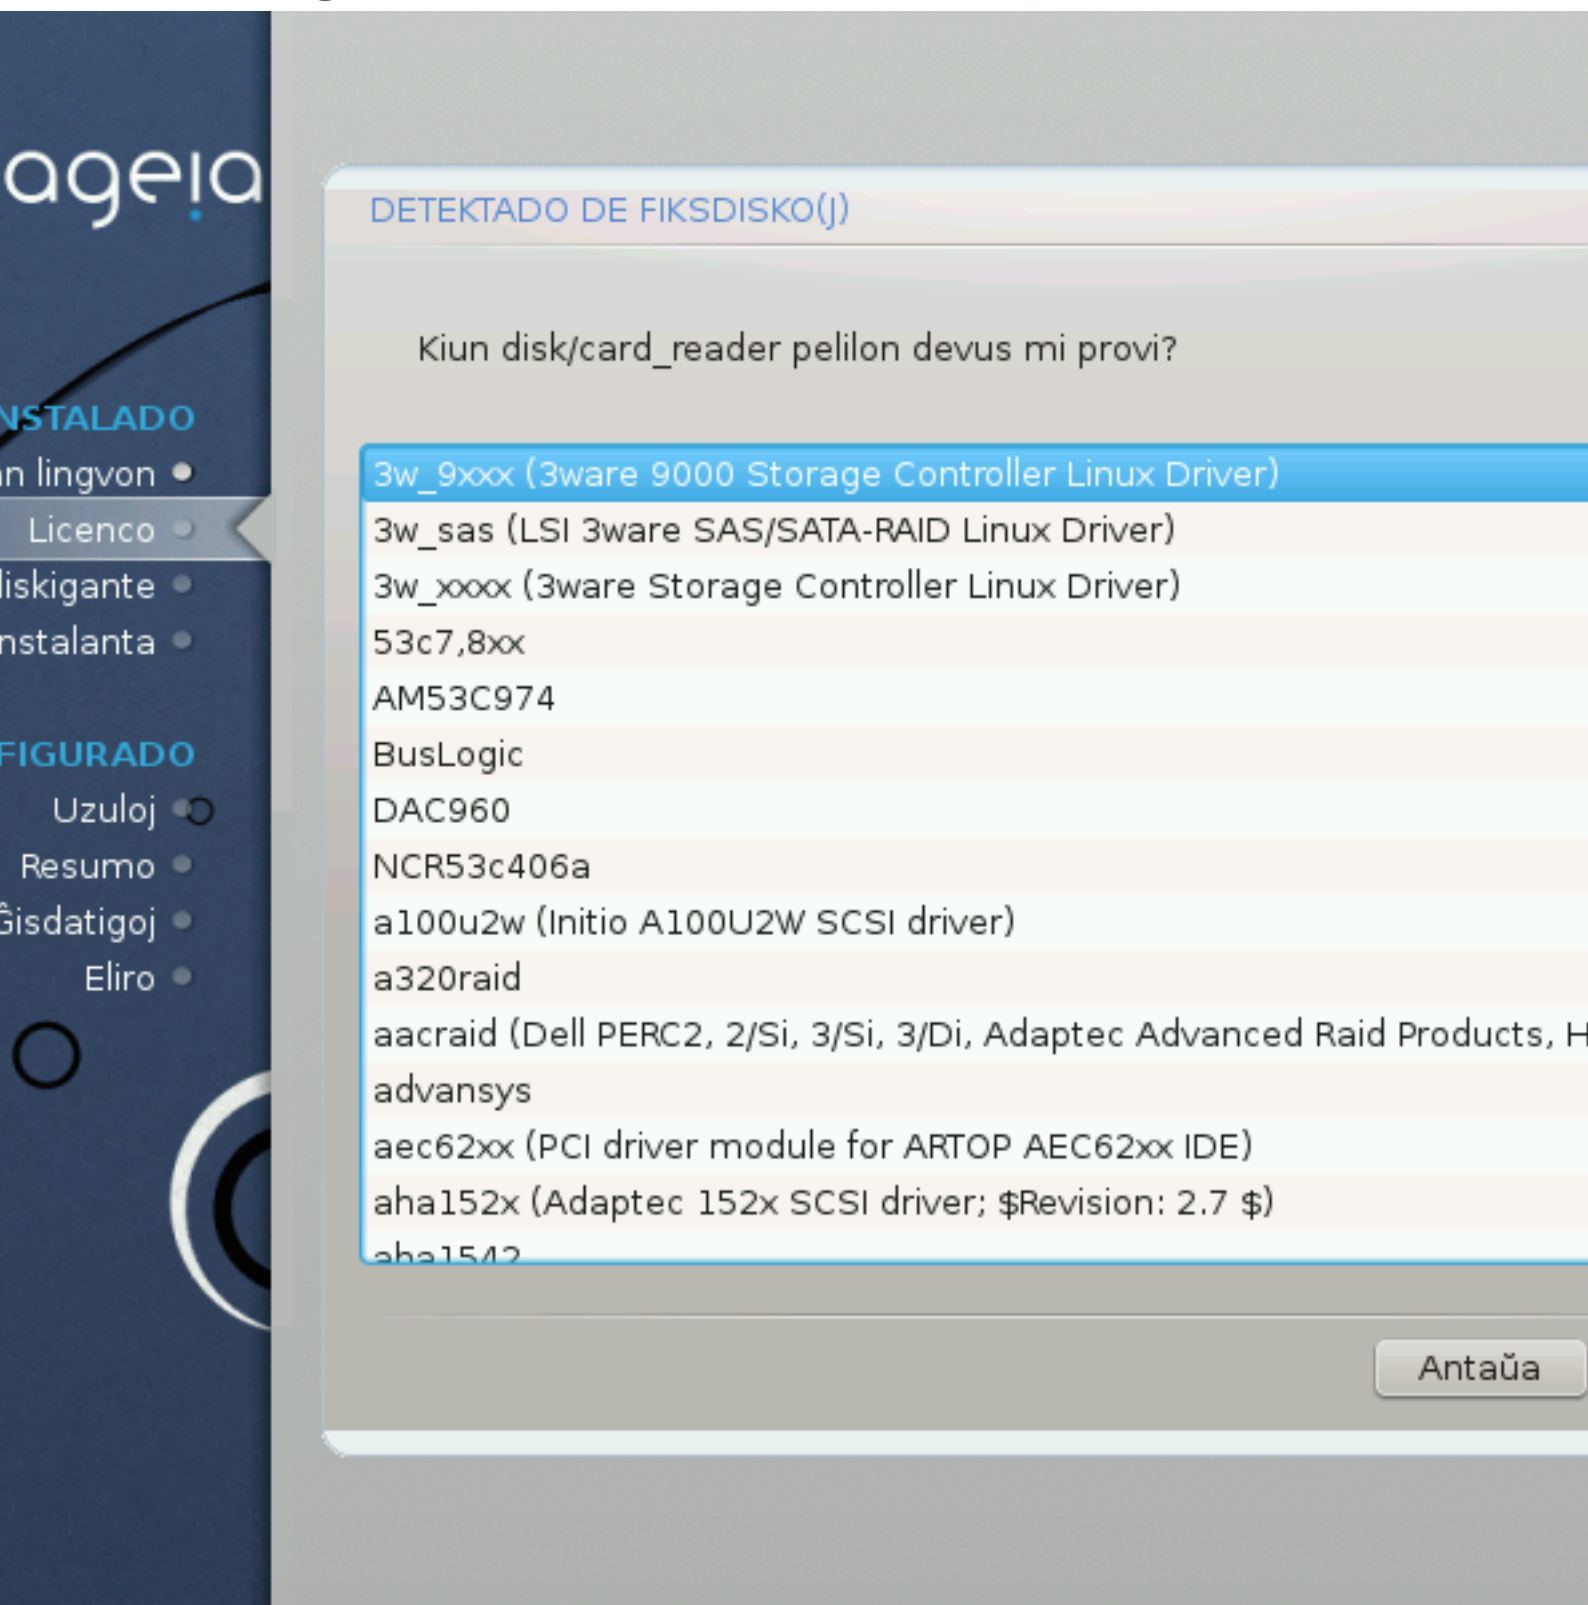 ageia
NSTALADO
n lingvon
Licenco
diskigante
nstalanta
FIGURADO
Uzuloj
Resumo
Ĝisdatigoj
Eliro
DETEKTADO DE FIKSDISKO(J)
Kiun disk/card_reader pelilon devus mi provi?
3w_9xxx (3ware 9000 Storage Controller Linux Driver)
3w_sas (LSI 3ware SAS/SATA-RAID Linux Driver)
3w_xxxx (3ware Storage Controller Linux Driver)
53c7,8xx
AM53C974
BusLogic
DAC960
NCR53c406a
a100u2w (Initio A100U2W SCSI driver)
a320raid
aacraid (Dell PERC2, 2/Si, 3/Si, 3/Di, Adaptec Advanced Raid Products, H
advansys
aec62xx (PCI driver module for ARTOP AEC62xx IDE)
aha152x (Adaptec 152x SCSI driver; $Revision: 2.7 $)
aha1542
Antaŭa